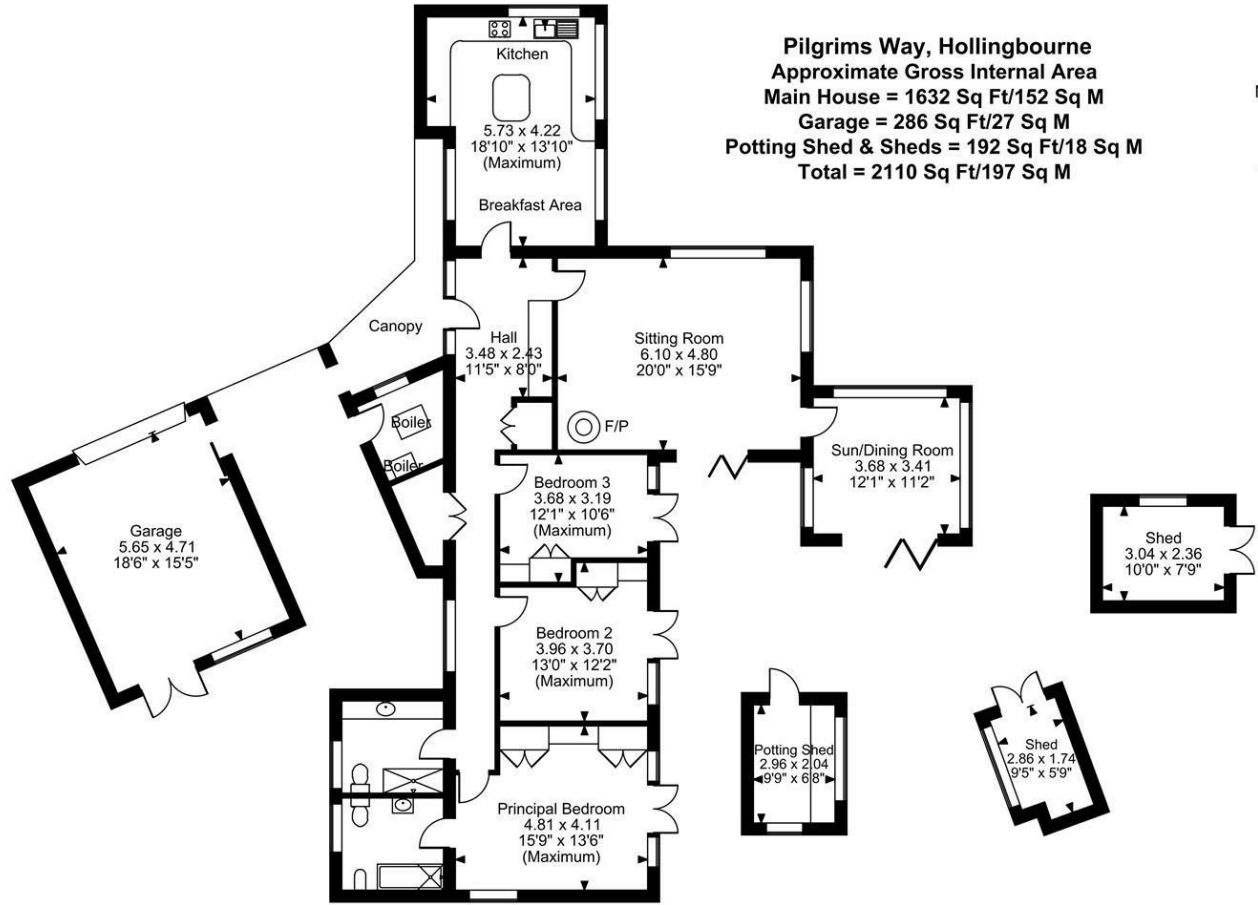 Pilgrims Way, Hollingbourne
Approximate Gross Internal Area
Main House = 1632 Sq Ft/152 Sq M
Garage = 286 Sq Ft/27 Sq M
Potting Shed & Sheds = 192 Sq Ft/18 Sq M
Total = 2110 Sq Ft/197 Sq M
Kitchen
5.73 x 4.22
18'10" x 13'10"
(Maximum)
Breakfast Area
Canopy
Hall
3.48 x 2.43
11'5" x 8'0"
Sitting Room
6.10 x 4.80
20'0" x 15'9"
F/P
Boiler
Boiler
Sun/Dining Room
3.68 x 3.41
12'1" x 11'2"
Bedroom 3
3.68 x 3.19
12'1" x 10'6"
(Maximum)
Garage
5.65 x 4.71
18'6" x 15'5"
Shed
3.04 x 2.36
10'0" x 7'9"
Bedroom 2
3.96 x 3.70
13'0" x 12'2"
(Maximum)
Potting Shed
2.96 x 2.04
9'9" x 6'8"
Shed
2.86 x 1.74
9'5" x 5'9"
Principal Bedroom
4.81 x 4.11
15'9" x 13'6"
(Maximum)